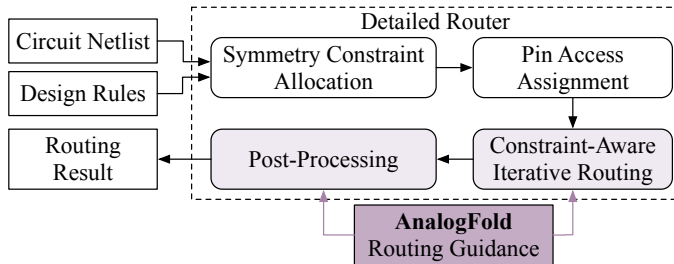 Detailed Router
Circuit Netlist
Design Rules
Symmetry Constraint
Allocation
Pin Access
Assignment
Constraint-Aware
Iterative Routing
Post-Processing
Routing
Result
AnalogFold
Routing Guidance